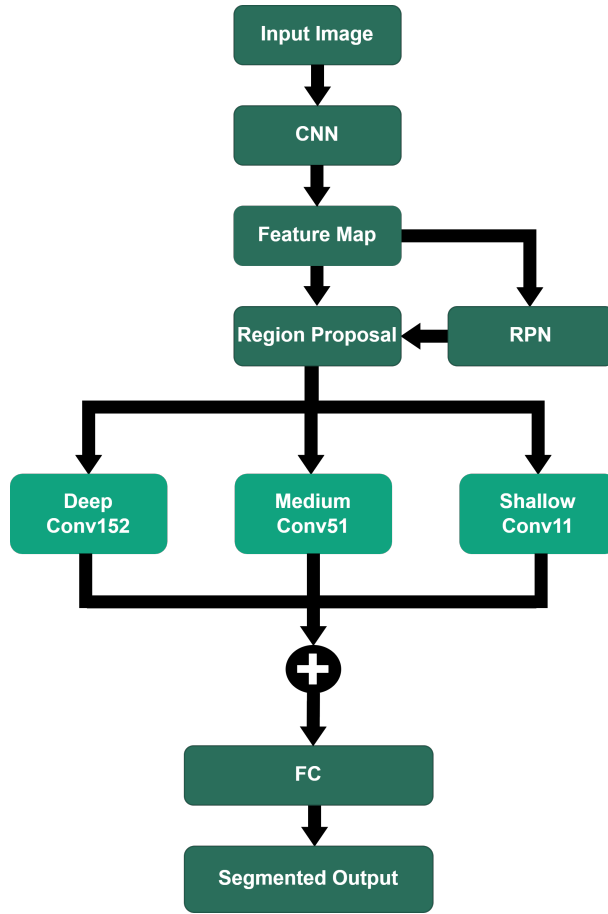 Input Image
CNN
Feature Map
Region Proposal
RPN
Deep
Conv152
Medium
Conv51
Shallow
Conv11
FC
Segmented Output